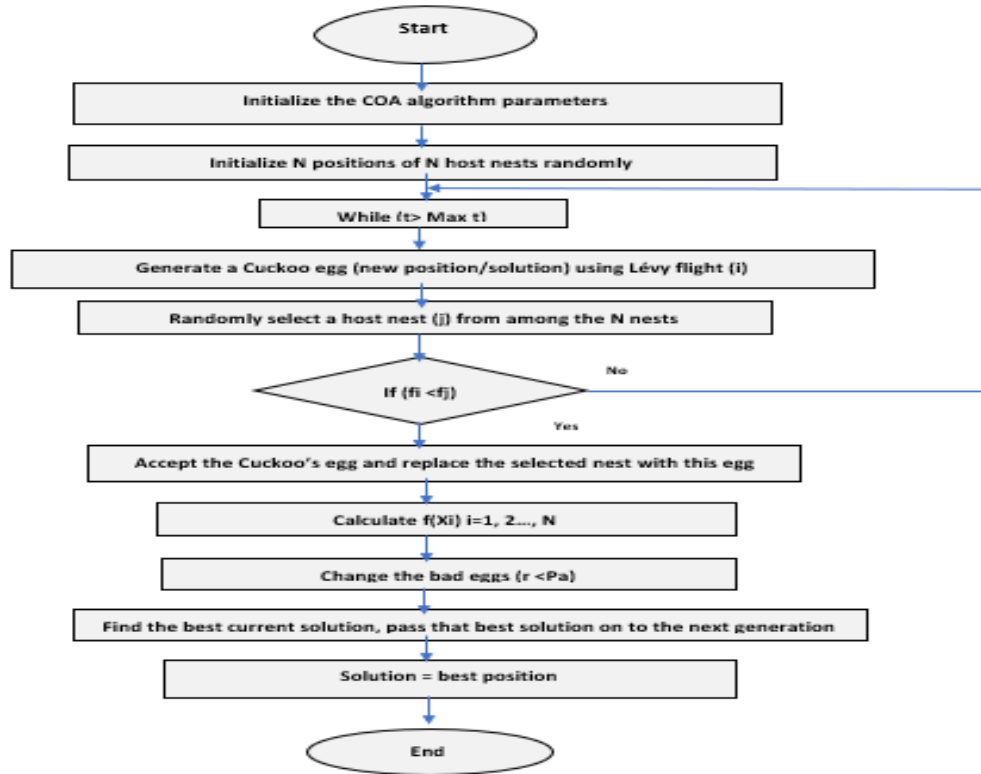 Start
Initialize the COA algorithm parameters
Initialize N positions of N host nests randomly
While (t> Max t)
Generate a Cuckoo egg (new position/solution) using Lévy flight (i)
Randomly select a host nest (j) from among the N nests
If (fi <fj)
No
Yes
Accept the Cuckoo's egg and replace the selected nest with this egg
Calculate f(Xi) i=1, 2..., N
Change the bad eggs (r <Pa)
Find the best current solution, pass that best solution on to the next generation
Solution = best position
End